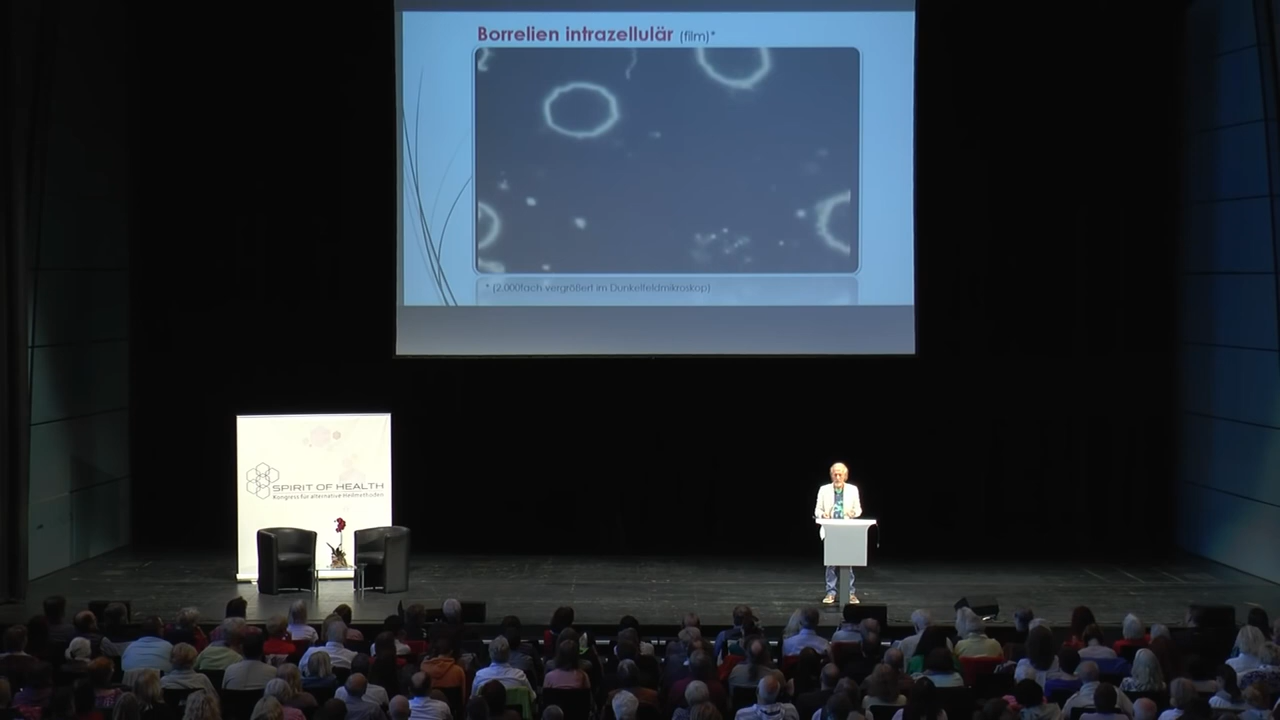 Borrelien intrazellulär (film)*
* (2.000fach vergrößert im Dunkelfeldmikroskop)
SPIRIT OF HEALTH
Kongress für alternative Heilmethoden